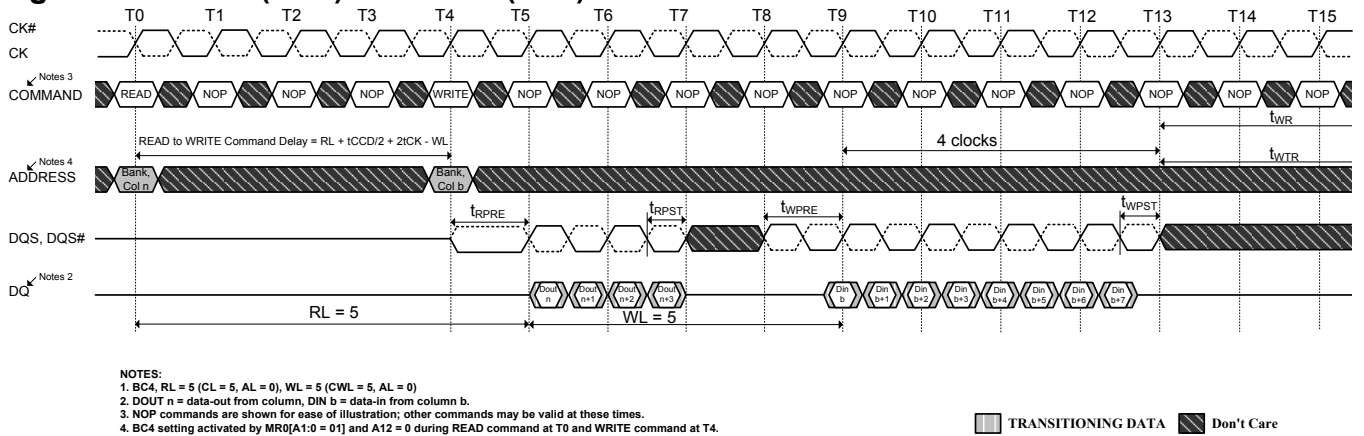 T0 T1 T2 T3 T4 T5 T6 T7 T8 T9 T10 T11 T12 T13 T14 T15
CK#
CK
Notes 3
COMMAND READ NOP NOP NOP WRITE NOP NOP NOP NOP NOP NOP NOP NOP NOP NOP NOP
tWR
READ to WRITE Command Delay = RL + tCCD/2 + 2tCK - WL
4 clocks
tWTR
Notes 4
ADDRESS
Bank, Col n
Bank, Col b
tRPRE tRPST tWPRE tWPST
DQS, DQS#
Notes 2
DQ
Dout n
Dout n+1
Dout n+2
Dout n+3
Din b
Din b+1
Din b+2
Din b+3
Din b+4
Din b+5
Din b+6
Din b+7
RL = 5 WL = 5
NOTES:
1. BC4, RL = 5 (CL = 5, AL = 0), WL = 5 (CWL = 5, AL = 0)
2. DOUT n = data-out from column, DIN b = data-in from column b.
3. NOP commands are shown for ease of illustration; other commands may be valid at these times.
4. BC4 setting activated by MR0[A1:0 = 01] and A12 = 0 during READ command at T0 and WRITE command at T4.
TRANSITIONING DATA Don't Care